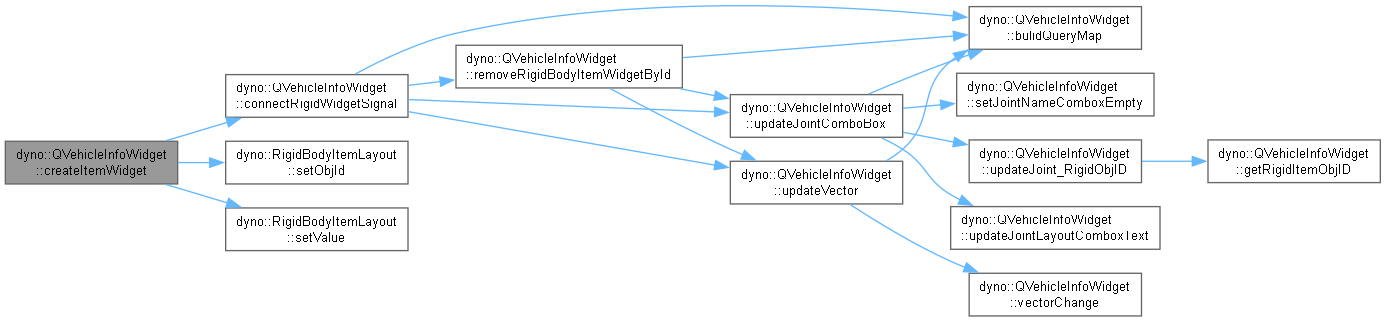 dyno::QVehicleInfoWidget
::createItemWidget
dyno::QVehicleInfoWidget
::connectRigidWidgetSignal
dyno::RigidBodyItemLayout
::setObjId
dyno::RigidBodyItemLayout
::setValue
dyno::QVehicleInfoWidget
::removeRigidBodyItemWidgetById
dyno::QVehicleInfoWidget
::updateJointComboBox
dyno::QVehicleInfoWidget
::updateVector
dyno::QVehicleInfoWidget
::bulidQueryMap
dyno::QVehicleInfoWidget
::setJointNameComboxEmpty
dyno::QVehicleInfoWidget
::updateJoint_RigidObjID
dyno::QVehicleInfoWidget
::updateJointLayoutComboxText
dyno::QVehicleInfoWidget
::vectorChange
dyno::QVehicleInfoWidget
::getRigidItemObjID